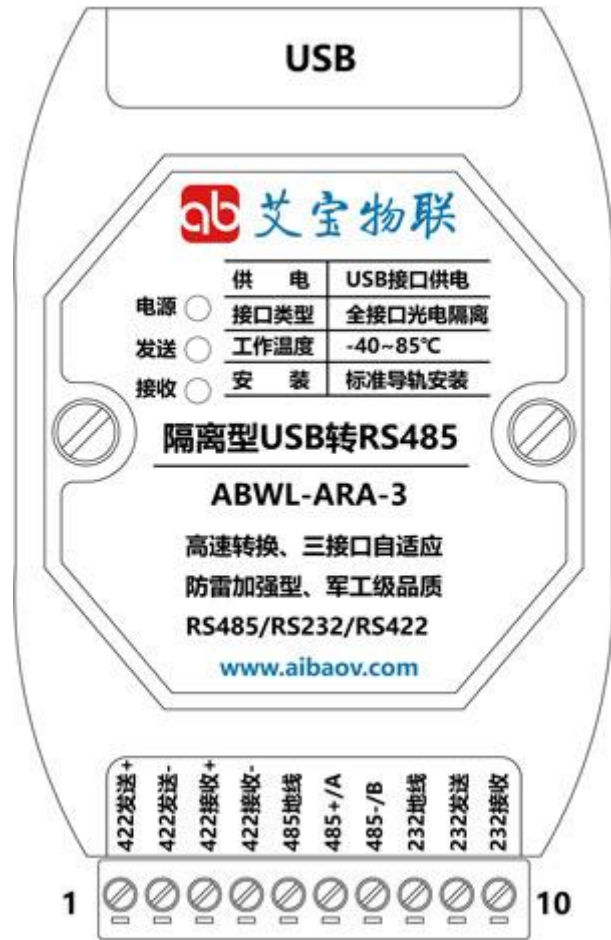 USB
ab 艾宝物联
供 电 USB接口供电
电源 接口类型 全接口光电隔离
发送 工作温度 -40~85℃
接收 安 装 标准导轨安装
隔离型USB转RS485
ABWL-ARA-3
高速转换、三接口自适应
防雷加强型、军工级品质
RS485/RS232/RS422
www.aibaov.com
422发送+
422发送-
422接收+
422接收-
485地线
485+/A
485-/B
232地线
232发送
232接收
1 10